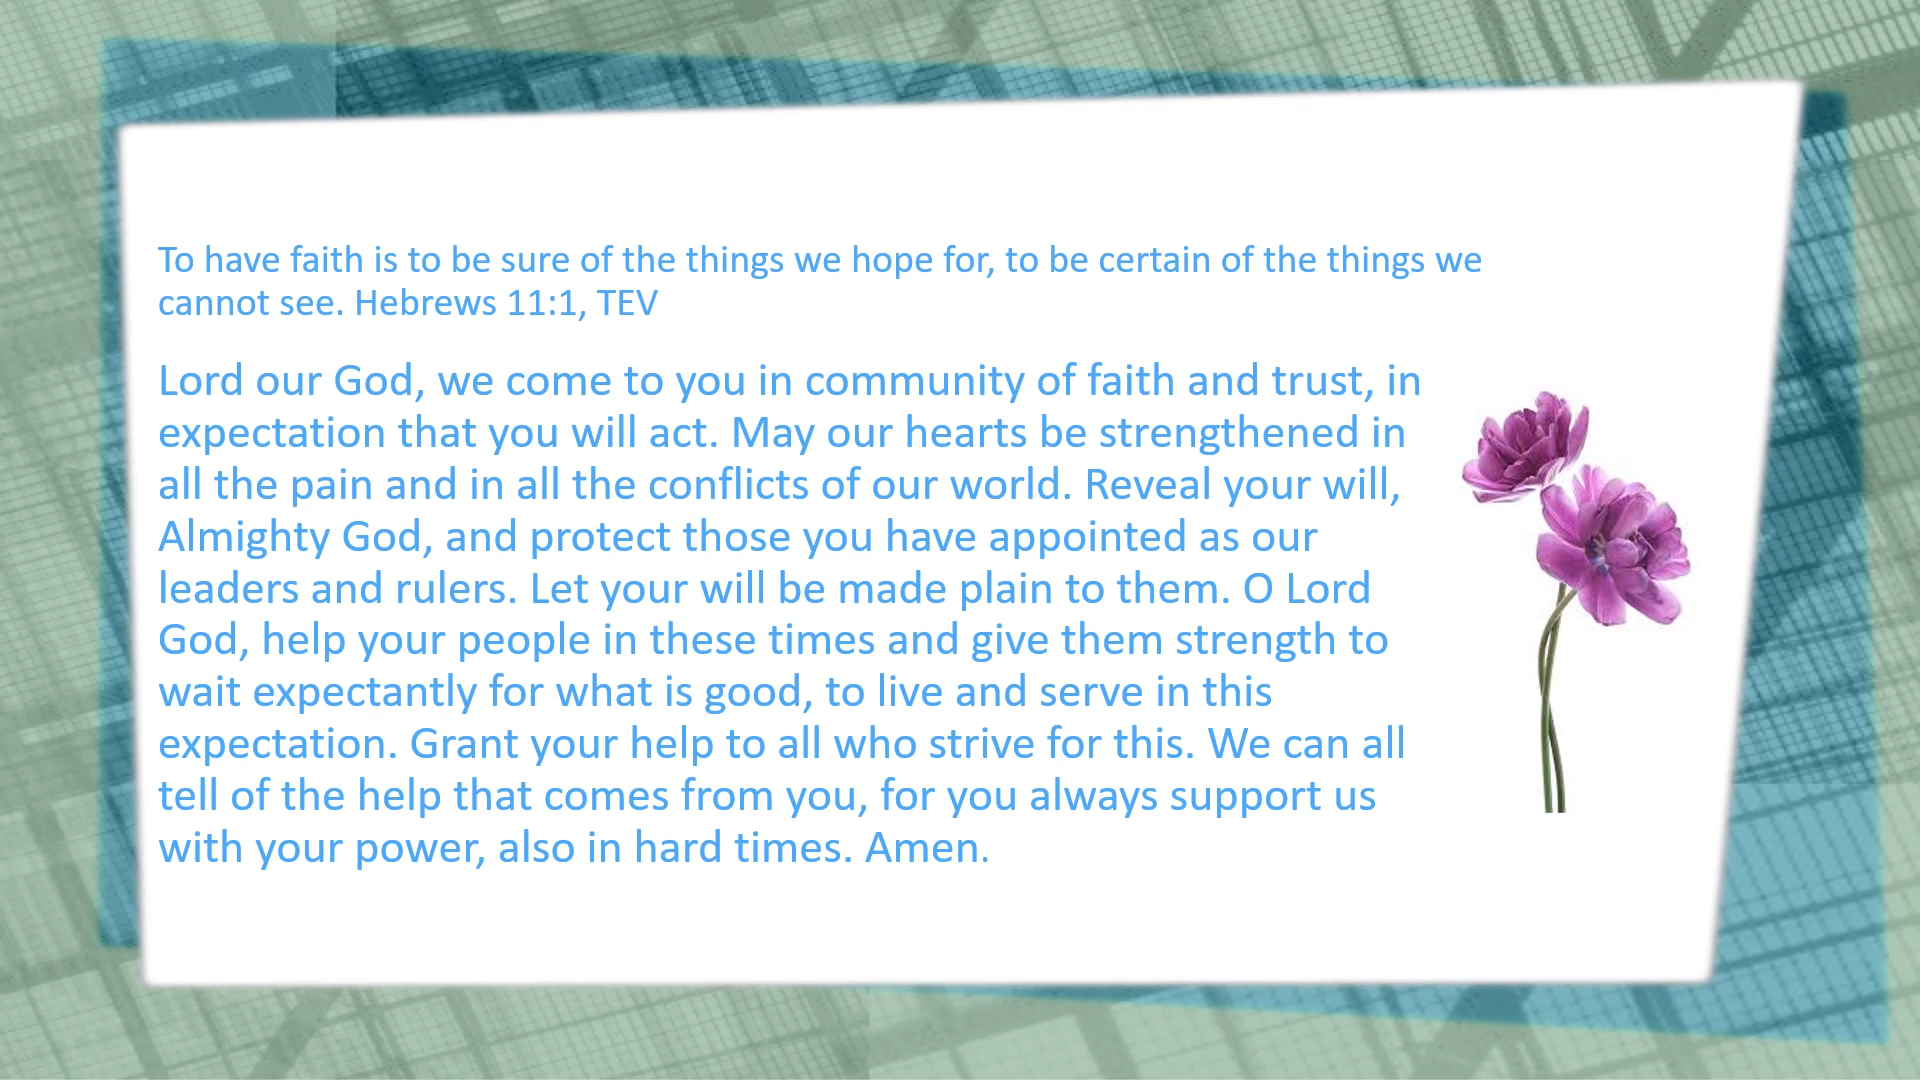 To have faith is to be sure of the things we hope for, to be certain of the things we
cannot see. Hebrews 11:1, TEV
Lord our God, we come to you in community of faith and trust, in
expectation that you will act. May our hearts be strengthened in
all the pain and in all the conflicts of our world. Reveal your will,
Almighty God, and protect those you have appointed as our
leaders and rulers. Let your will be made plain to them. O Lord
God, help your people in these times and give them strength to
wait expectantly for what is good, to live and serve in this
expectation. Grant your help to all who strive for this. We can all
tell of the help that comes from you, for you always support us
with your power, also in hard times. Amen.